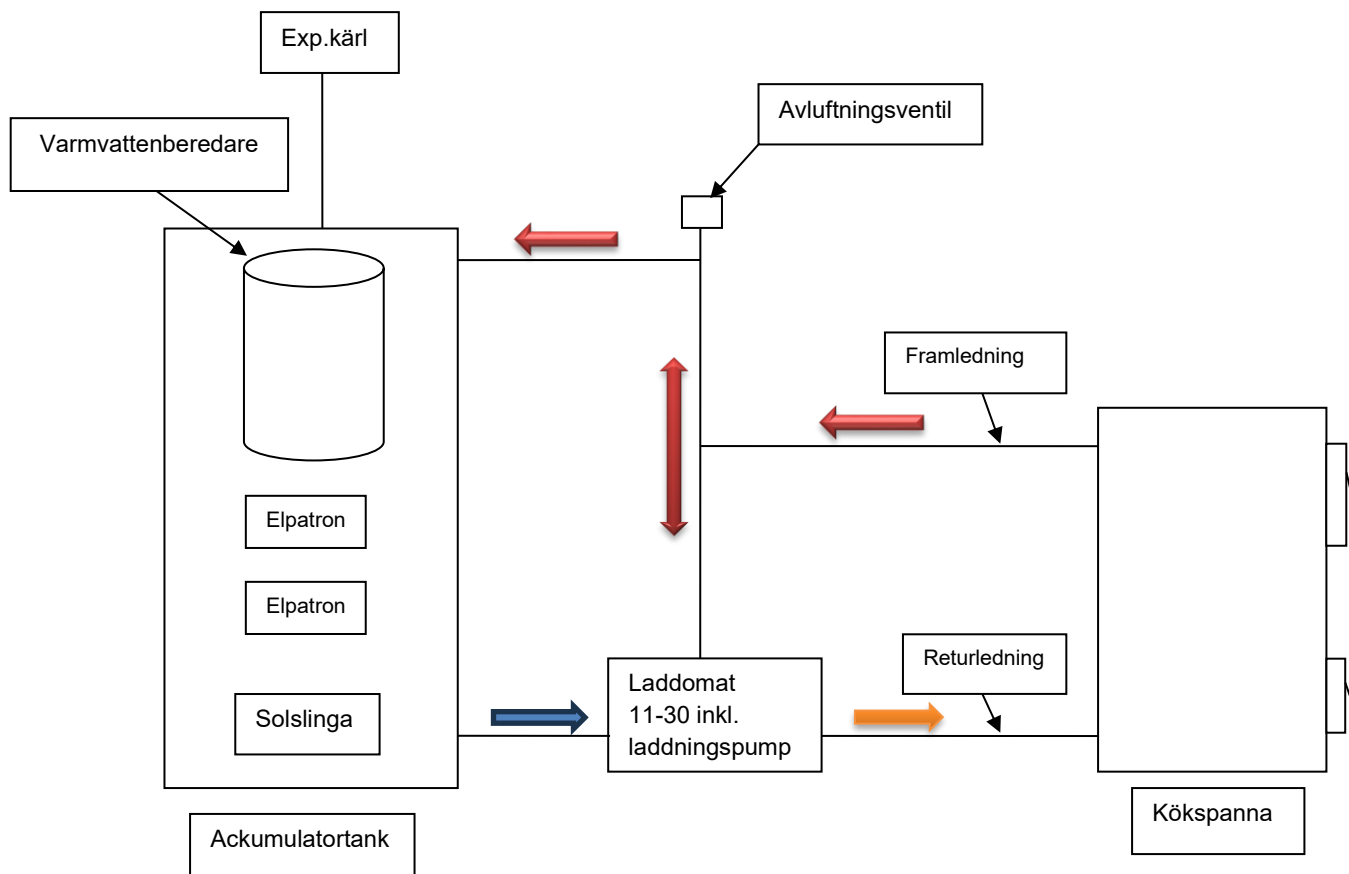 Exp.kärl
Avluftningsventil
Varmvattenberedare
Framledning
Elpatron
Elpatron
Returledning
Laddomat
11-30 inkl.
laddningspump
Solslinga
Kökspanna
Ackumulatortank